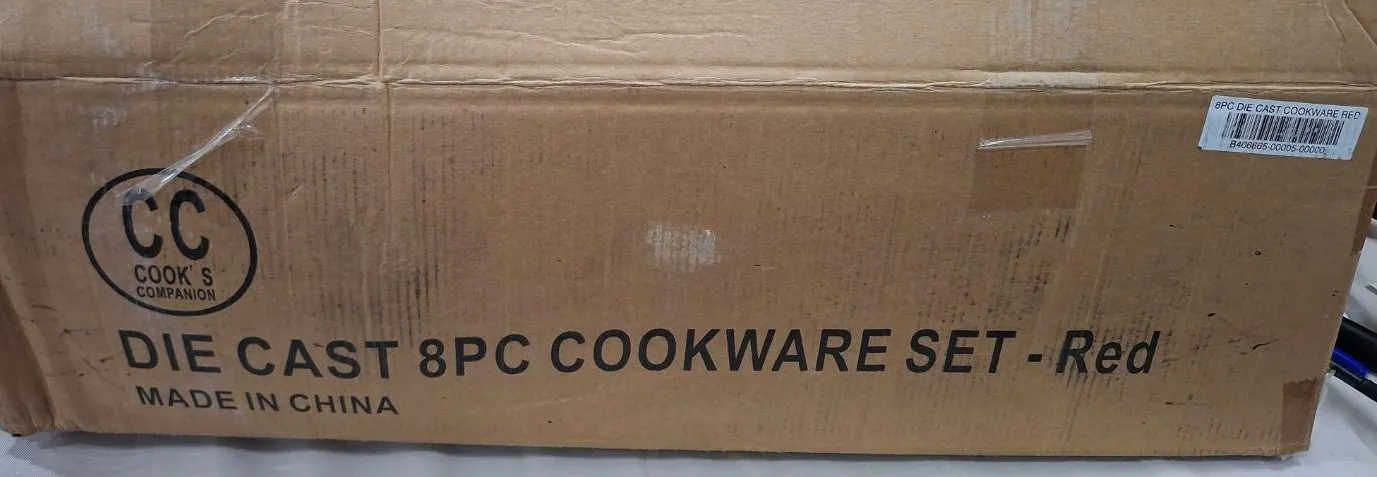 CC
COOK'S
COMPANION
DIE CAST 8PC COOKWARE SET - Red
MADE IN CHINA
8PC DIE CAST COOKWARE RED
B406665-00005-00000